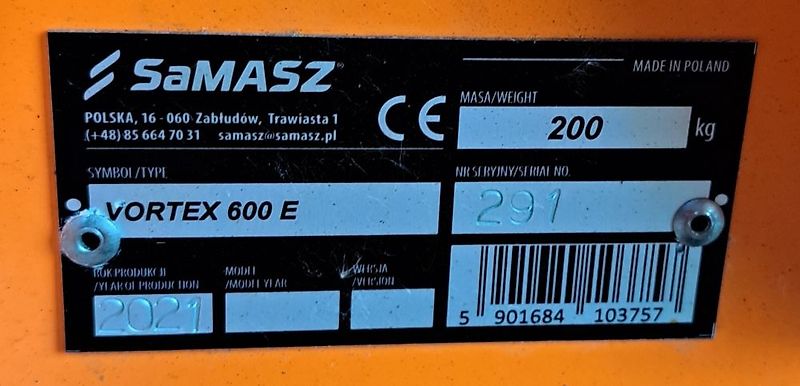 SaMASZ®
MADE IN POLAND
POLSKA, 16 - 060 Zabłudów, Trawiasta 1
(+48) 85 664 70 31 samasz@samasz.pl
CE
MASA/WEIGHT
200 kg
SYMBOL/TYPE
VORTEX 600 E
NR SERYJNY/SERIAL NO.
291
ROK PRODUKCJI
/YEAR OF PRODUCTION
2021
MODEL
/MODEL YEAR
WERSJA
/VERSION
5 901684 103757